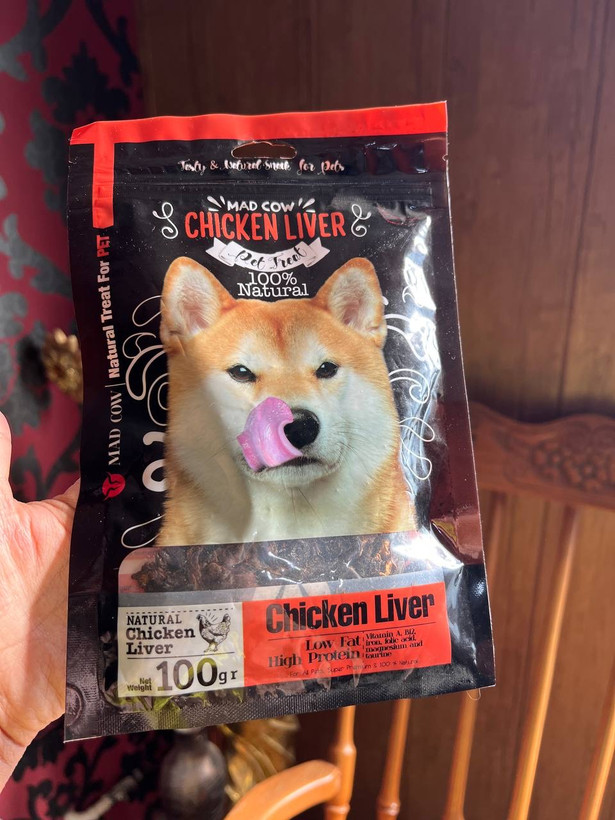 Tasty & Natural Snack for Pets
MAD COW
CHICKEN LIVER
Pet Treat
100%
Natural
MAD COW | Natural Treat For PET
NATURAL
Chicken
Liver
Net
Weight 100gr
Chicken Liver
Low Fat
High Protein
Vitamin A, B12,
iron, folic acid,
magnesium and
taurine